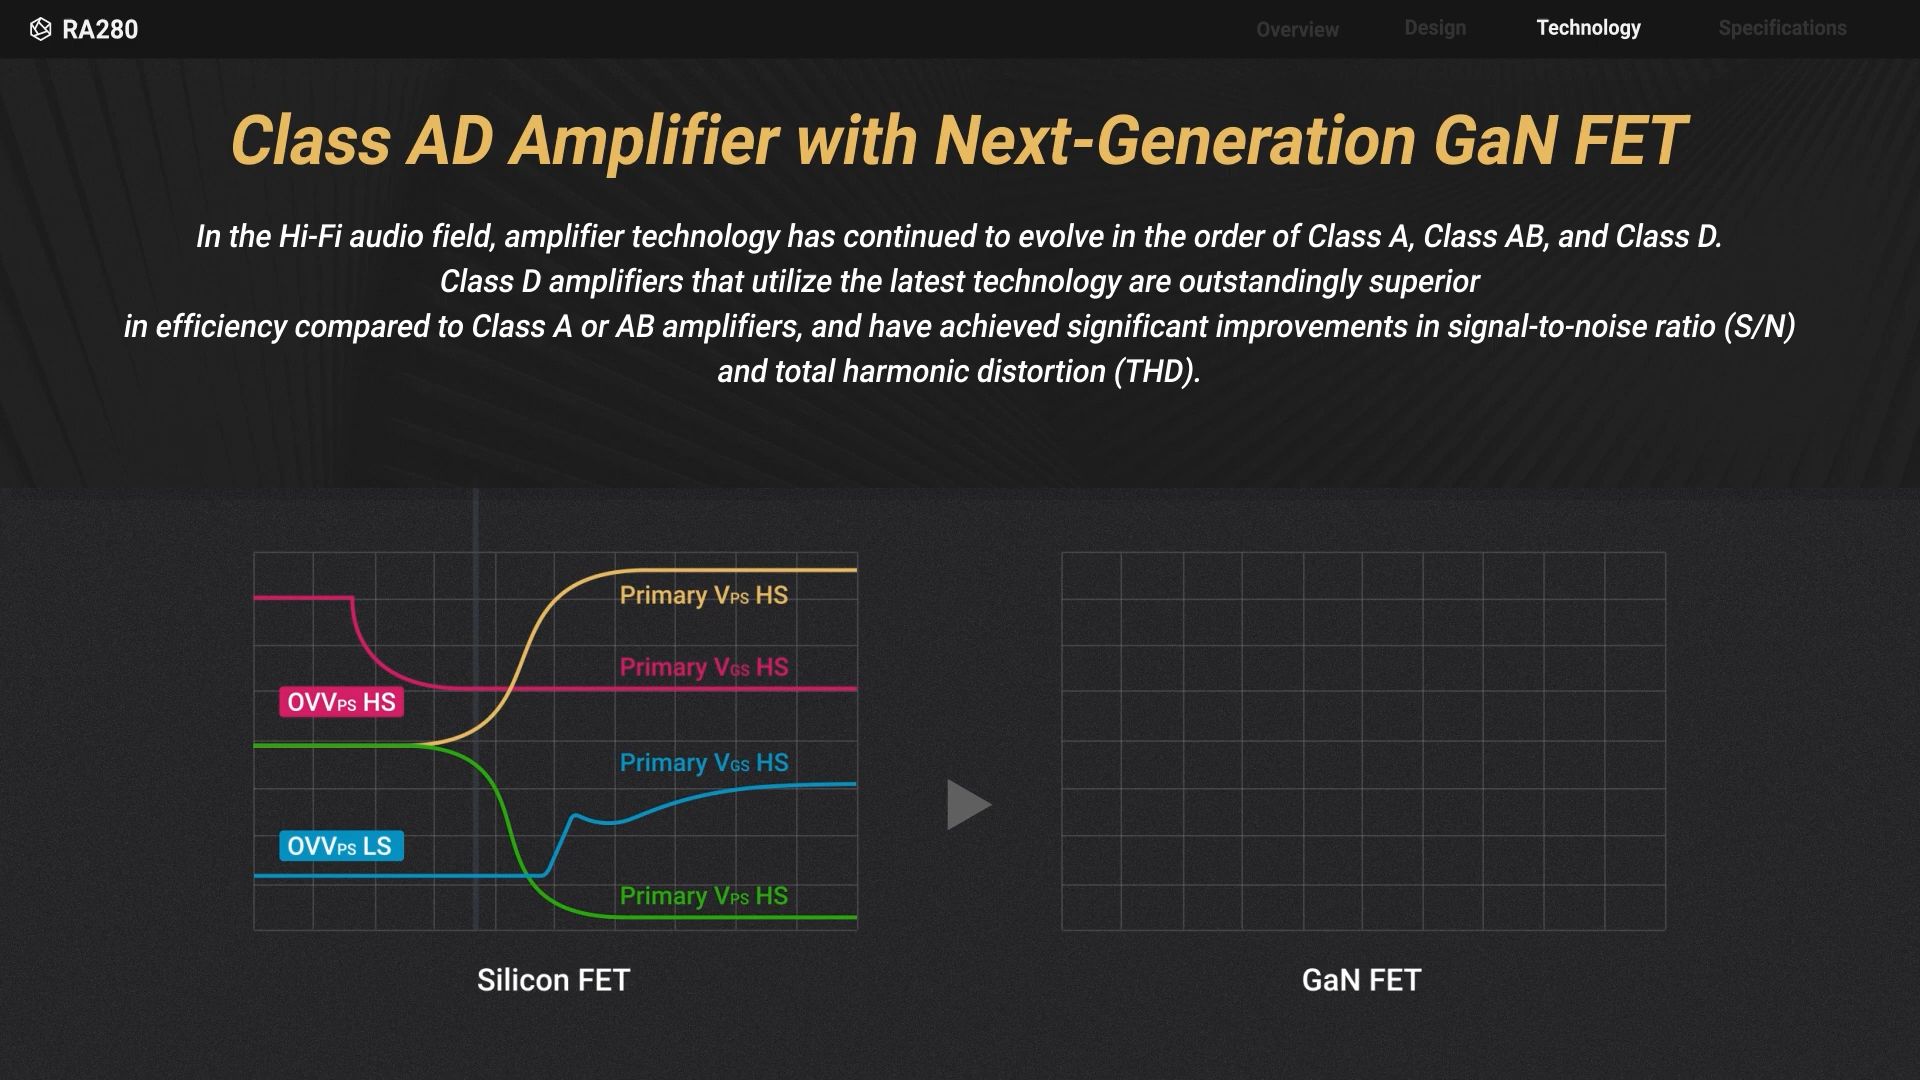 RA280
Overview
Design
Technology
Specifications
Class AD Amplifier with Next-Generation GaN FET
In the Hi-Fi audio field, amplifier technology has continued to evolve in the order of Class A, Class AB, and Class D.
Class D amplifiers that utilize the latest technology are outstandingly superior
in efficiency compared to Class A or AB amplifiers, and have achieved significant improvements in signal-to-noise ratio (S/N)
and total harmonic distortion (THD).
Primary VPS HS
Primary VGS HS
OVVPS HS
Primary VGS HS
OVVPS LS
Primary VPS HS
Silicon FET
GaN FET